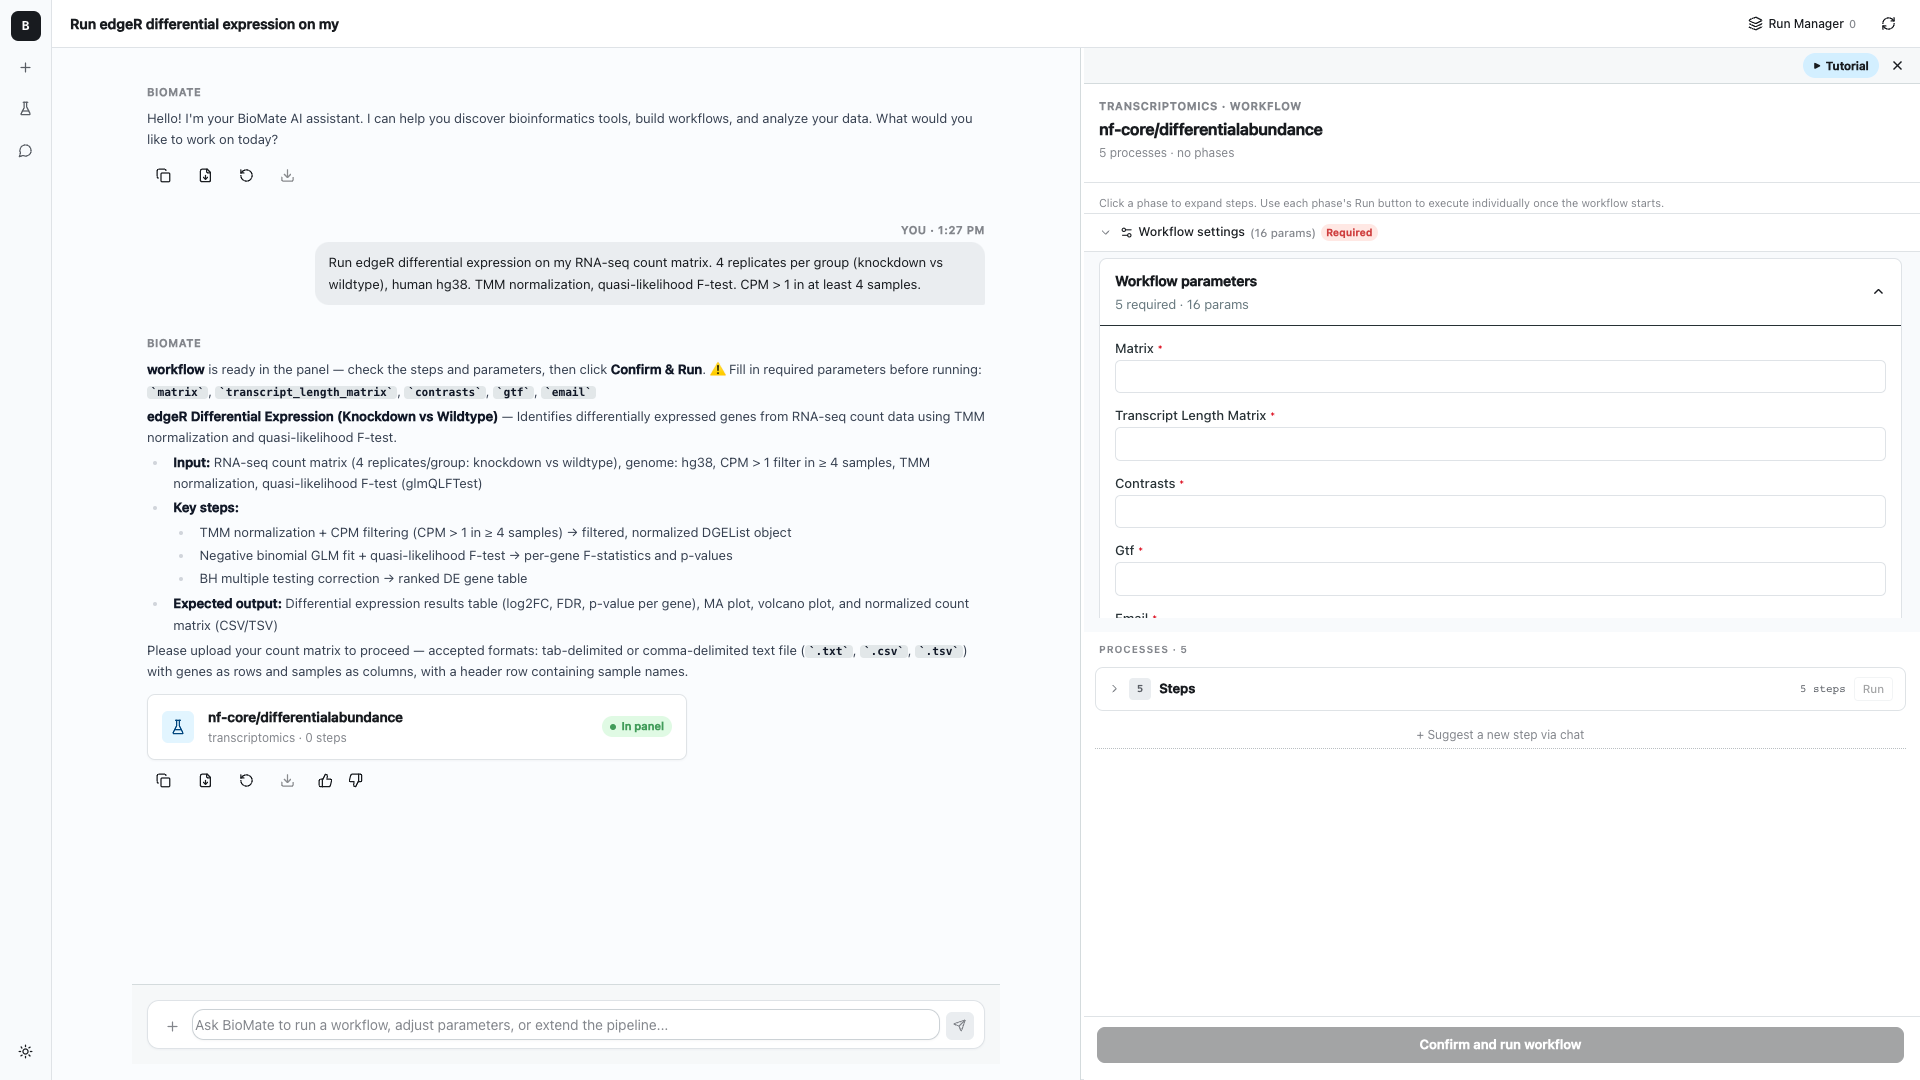 B
Run edgeR differential expression on my
Run Manager 0
BIOMATE
Hello! I'm your BioMate AI assistant. I can help you discover bioinformatics tools, build workflows, and analyze your data. What would you
like to work on today?
YOU · 1:27 PM
Run edgeR differential expression on my RNA-seq count matrix. 4 replicates per group (knockdown vs
wildtype), human hg38. TMM normalization, quasi-likelihood F-test. CPM > 1 in at least 4 samples.
BIOMATE
workflow is ready in the panel — check the steps and parameters, then click Confirm & Run. ⚠️ Fill in required parameters before running:
`matrix`, `transcript_length_matrix`, `contrasts`, `gtf`, `email`
edgeR Differential Expression (Knockdown vs Wildtype) — Identifies differentially expressed genes from RNA-seq count data using TMM
normalization and quasi-likelihood F-test.
Input: RNA-seq count matrix (4 replicates/group: knockdown vs wildtype), genome: hg38, CPM > 1 filter in ≥ 4 samples, TMM
normalization, quasi-likelihood F-test (glmQLFTest)
Key steps:
TMM normalization + CPM filtering (CPM > 1 in ≥ 4 samples) → filtered, normalized DGEList object
Negative binomial GLM fit + quasi-likelihood F-test → per-gene F-statistics and p-values
BH multiple testing correction → ranked DE gene table
Expected output: Differential expression results table (log2FC, FDR, p-value per gene), MA plot, volcano plot, and normalized count
matrix (CSV/TSV)
Please upload your count matrix to proceed — accepted formats: tab-delimited or comma-delimited text file (`.txt`, `.csv`, `.tsv`)
with genes as rows and samples as columns, with a header row containing sample names.
nf-core/differentialabundance
transcriptomics · 0 steps
In panel
Ask BioMate to run a workflow, adjust parameters, or extend the pipeline...
Tutorial
TRANSCRIPTOMICS · WORKFLOW
nf-core/differentialabundance
5 processes · no phases
Click a phase to expand steps. Use each phase's Run button to execute individually once the workflow starts.
Workflow settings (16 params) Required
Workflow parameters
5 required · 16 params
Matrix *
Transcript Length Matrix *
Contrasts *
Gtf *
Email *
PROCESSES · 5
5 Steps 5 steps Run
+ Suggest a new step via chat
Confirm and run workflow